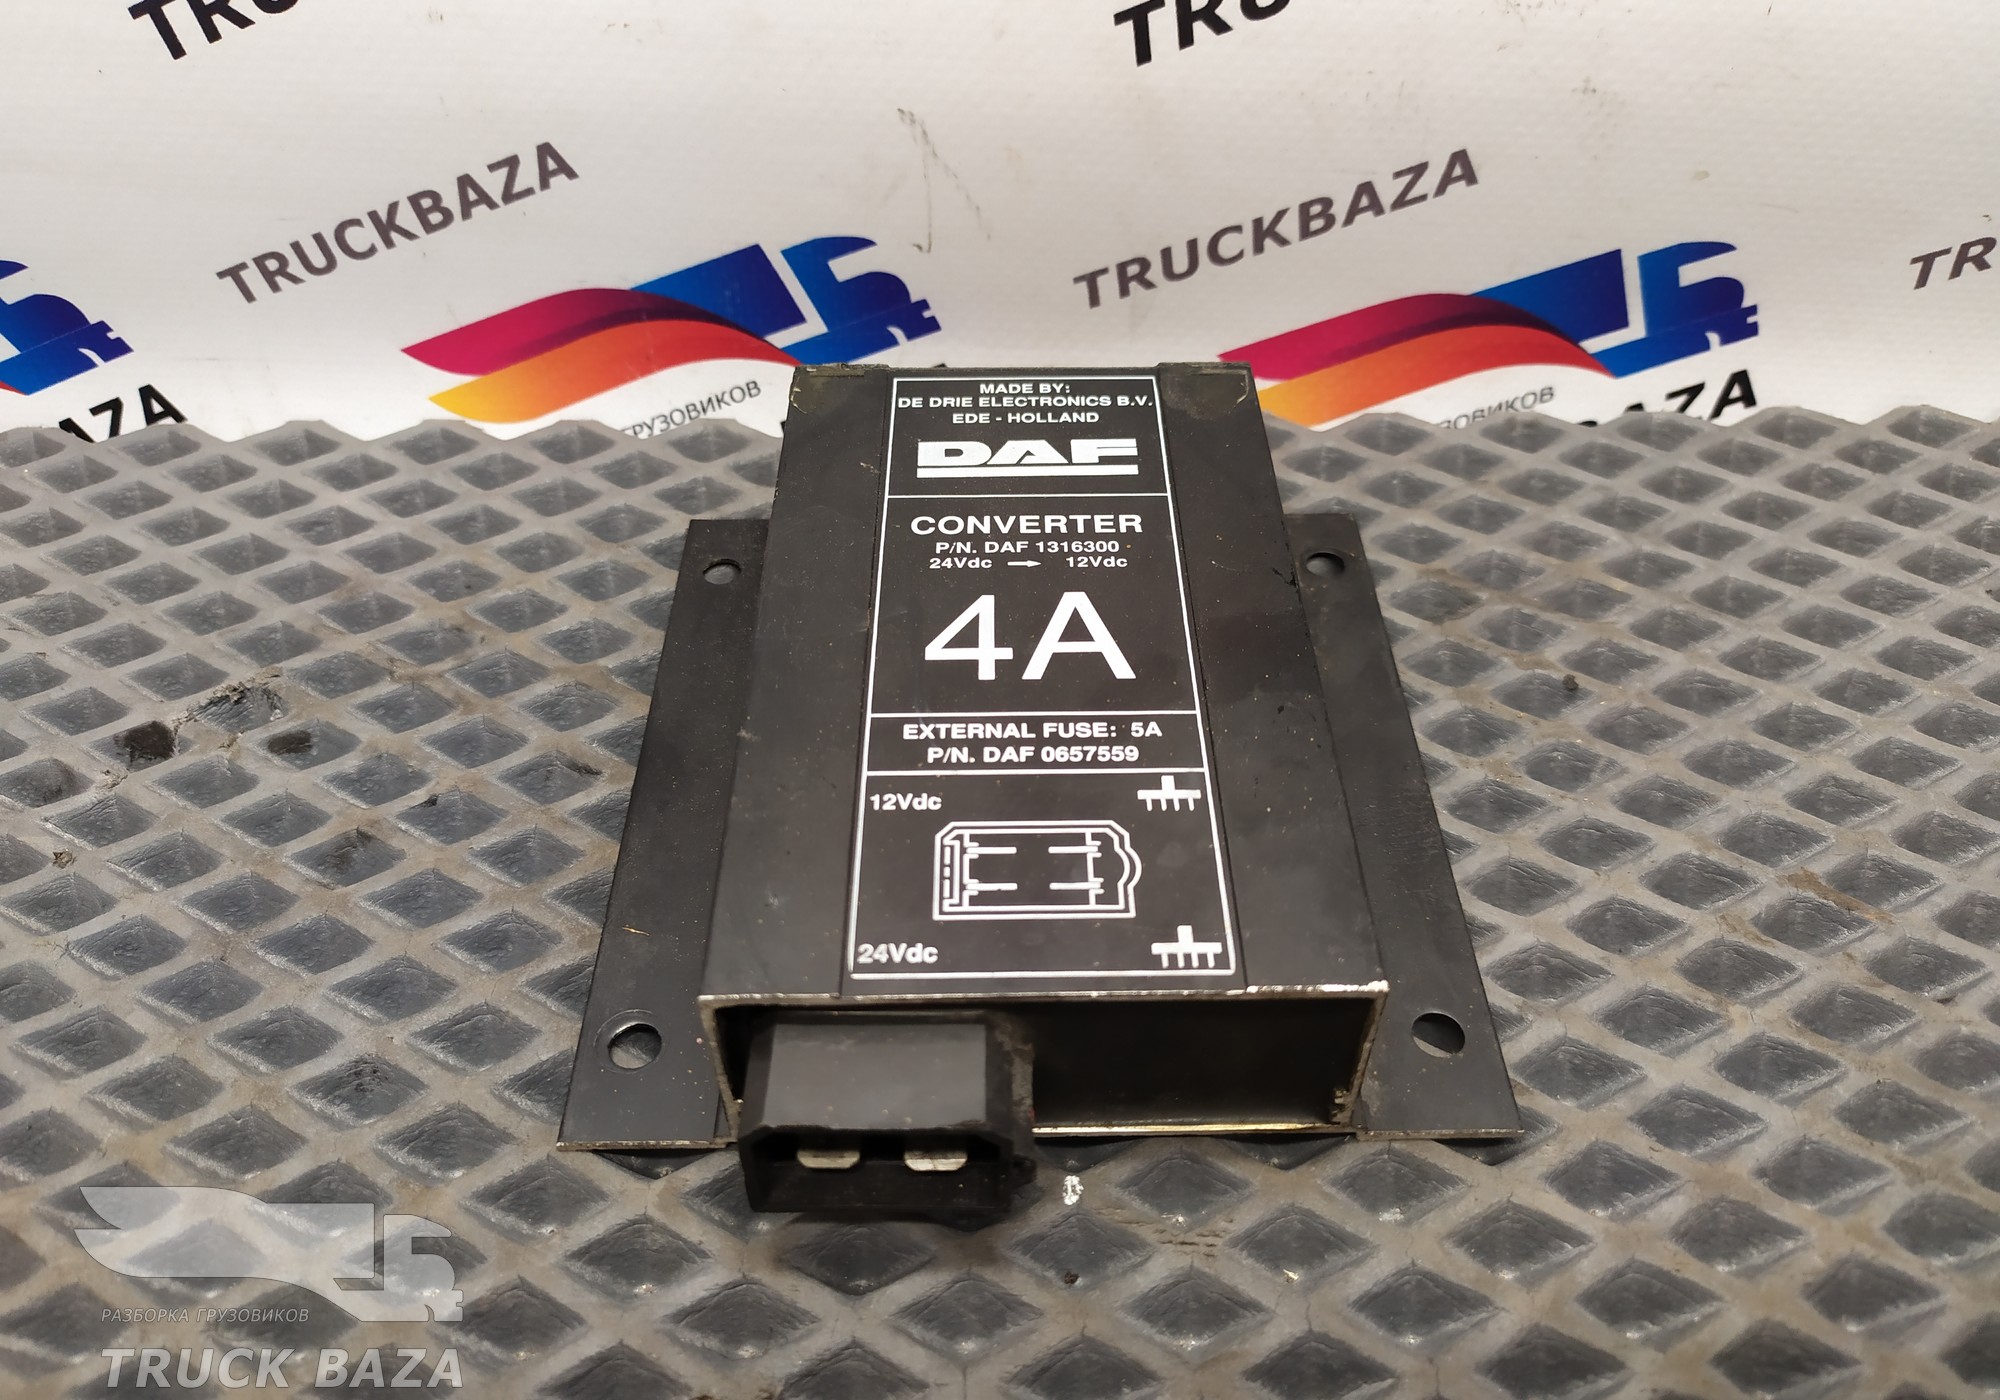 TRUCKBAZA
TRUCKBAZA
ГРУЗОВИКОВ
MADE BY:
DE DRIE ELECTRONICS B.V.
EDE - HOLLAND
DAF
CONVERTER
P/N. DAF 1316300
24Vdc → 12Vdc
4A
EXTERNAL FUSE: 5A
P/N. DAF 0657559
12Vdc
24Vdc
РАЗБОРКА ГРУЗОВИКОВ
TRUCK BAZA